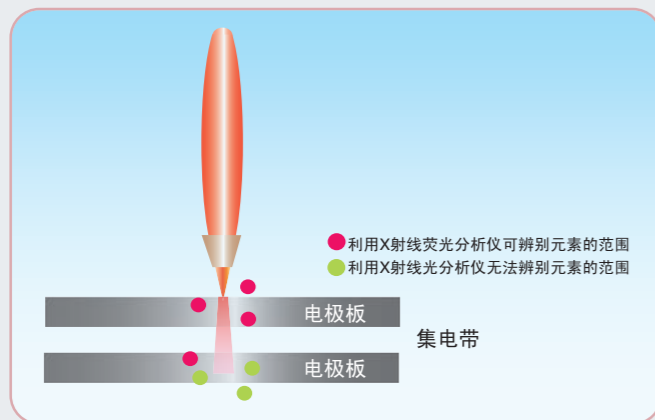 利用X射线荧光分析仪可辨别元素的范围
利用X射线光分析仪无法辨别元素的范围
电极板
集电带
电极板